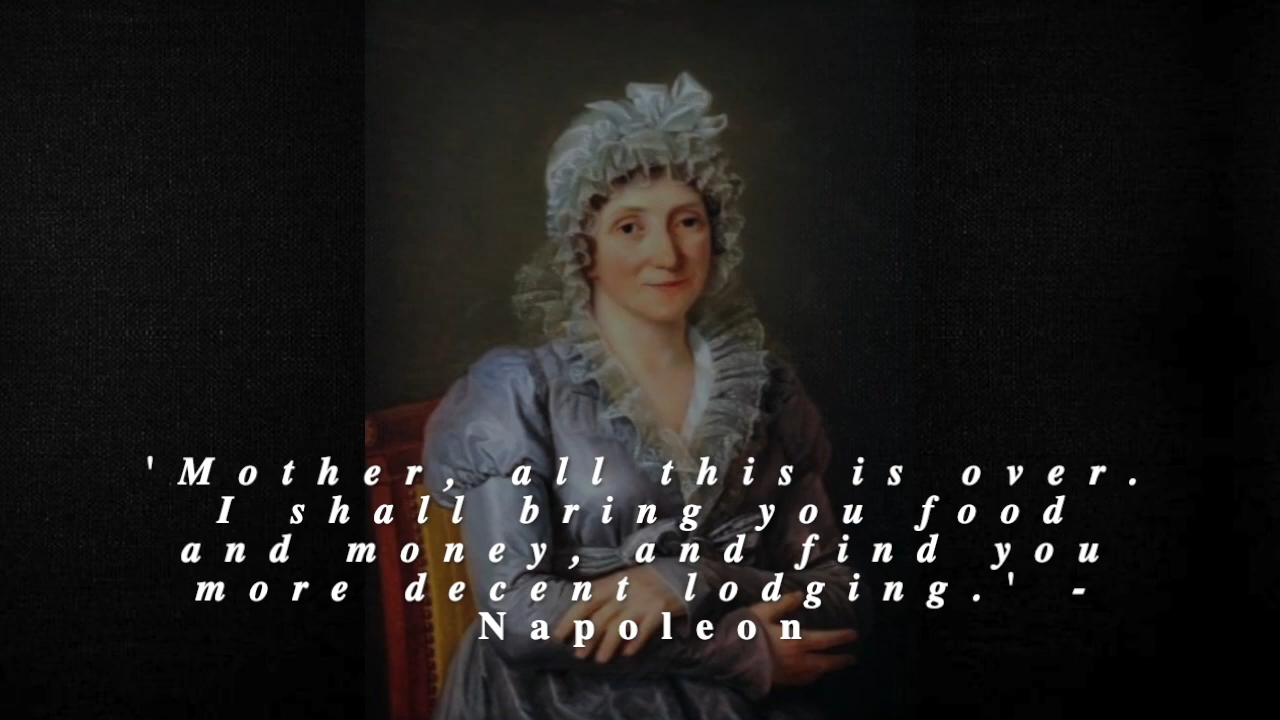 'Mother, all this is over.
I shall bring you food
and money, and find you
more decent lodging.' -
Napoleon